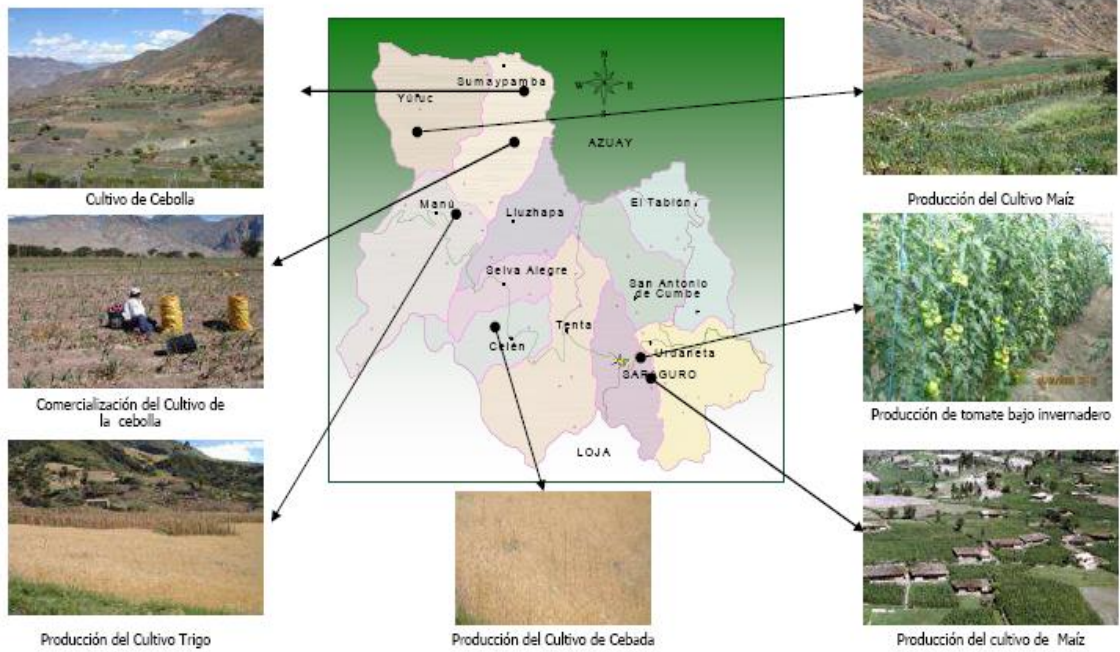 Cultivo de Cebolla
Comercialización del Cultivo de
la cebolla
Producción del Cultivo Trigo
N
W
E
S
Sumaypamba
Yúluc
AZUAY
Manú
Lluzhapa
El Tablón
Selva Alegre
San Antonio
de Cumbe
Tenta
Celén
Urdaneta
SARAGURO
LOJA
Producción del Cultivo de Cebada
Producción del Cultivo Maíz
Producción de tomate bajo invernadero
Producción del cultivo de Maíz